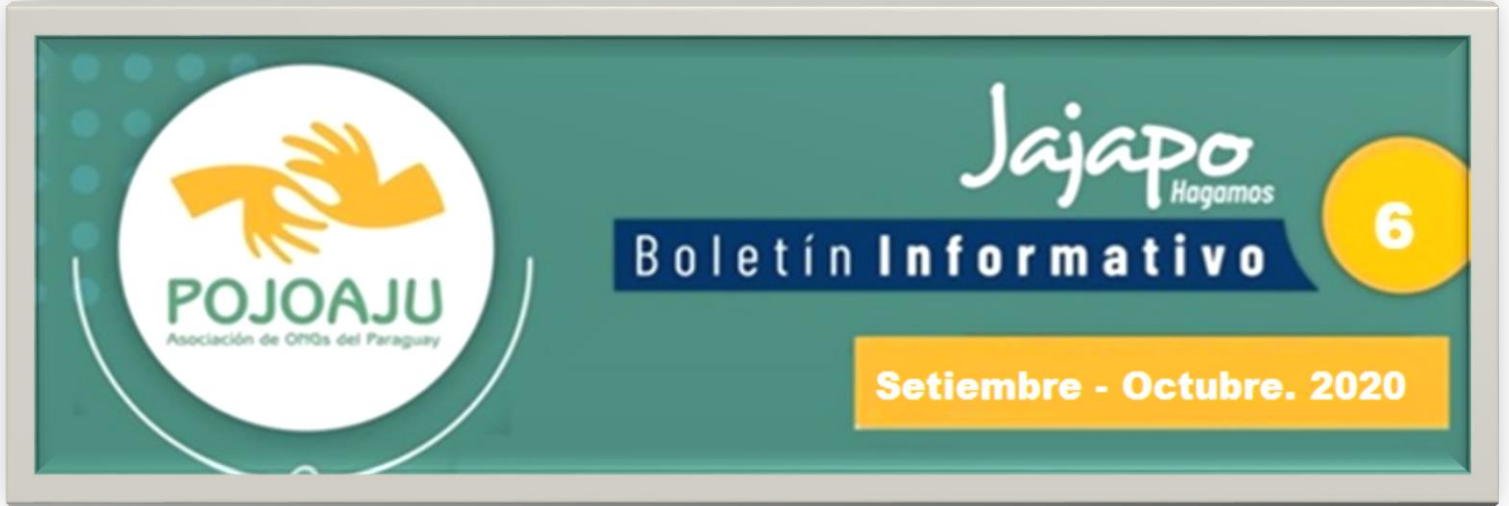 POJOAJU
Asociación de ONGs del Paraguay
Jajapo
Hagamos
Boletín Informativo
6
Setiembre - Octubre. 2020